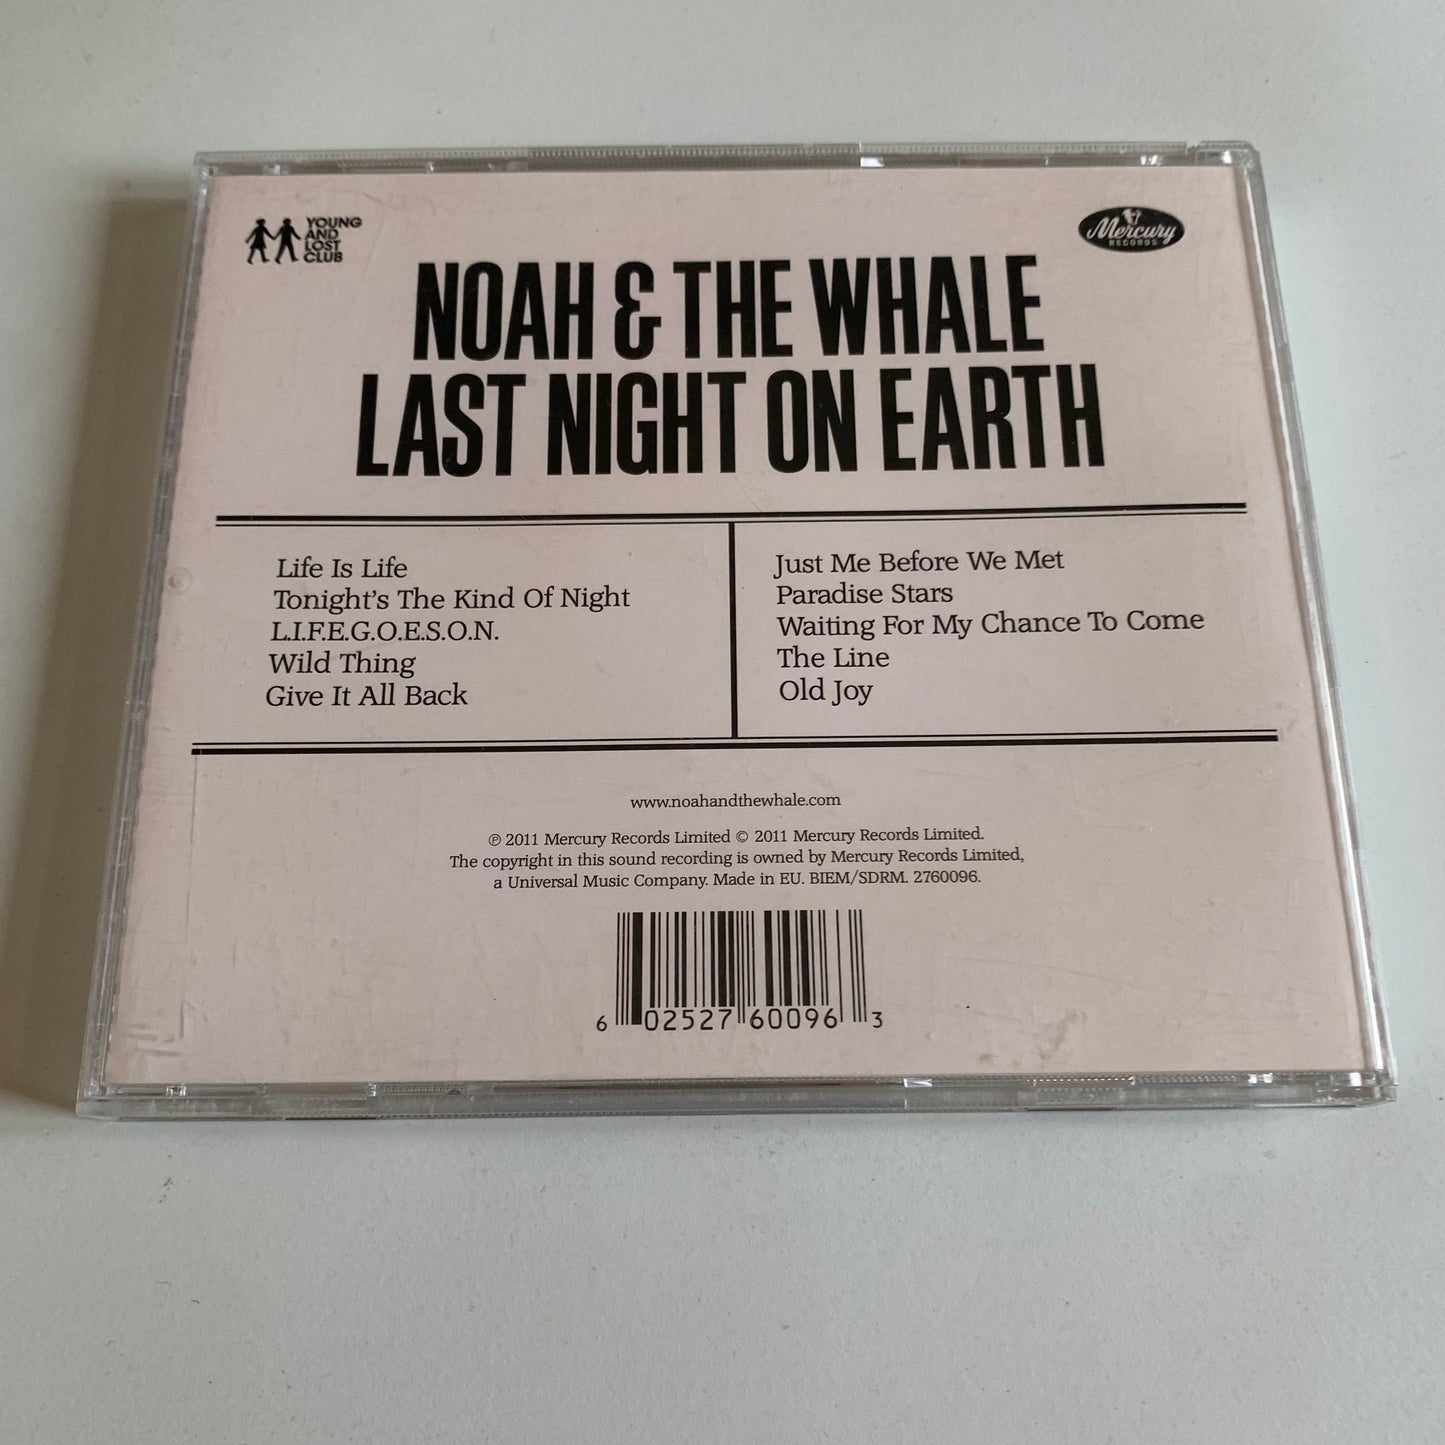 YOUNG
AND
LOST
CLUB
Mercury
RECORDS
NOAH & THE WHALE
LAST NIGHT ON EARTH
Life Is Life
Tonight's The Kind Of Night
L.I.F.E.G.O.E.S.O.N.
Wild Thing
Give It All Back
Just Me Before We Met
Paradise Stars
Waiting For My Chance To Come
The Line
Old Joy
www.noahandthewhale.com
℗ 2011 Mercury Records Limited © 2011 Mercury Records Limited.
The copyright in this sound recording is owned by Mercury Records Limited,
a Universal Music Company. Made in EU. BIEM/SDRM. 2760096.
6 02527 60096 3